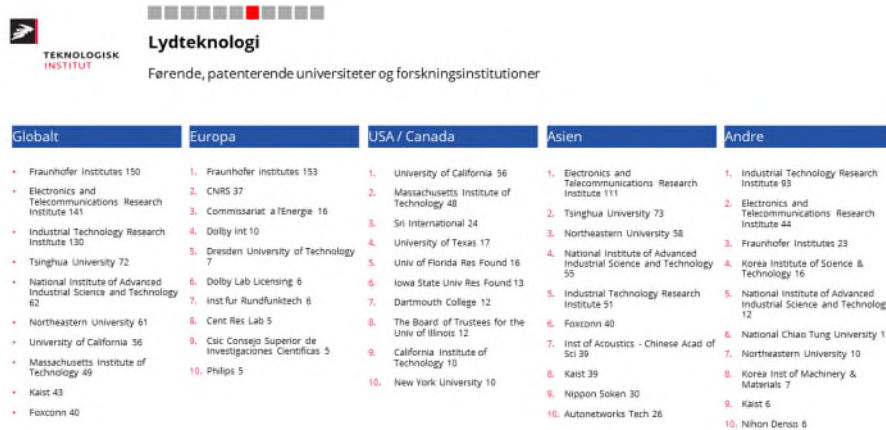 TEKNOLOGISK
INSTITUT
Lydteknologi
Førende, patenterende universiteter og forskningsinstitutioner
Globalt
• Fraunhofer Institutes 150
• Electronics and
Telecommunications Research
Institute 141
• Industrial Technology Research
Institute 130
• Tsinghua University 72
• National Institute of Advanced
Industrial Science and Technology
62
• Northeastern University 61
• University of California 56
• Massachusetts Institute of
Technology 49
• Kaist 43
• Foxconn 40
Europa
1. Fraunhofer institutes 153
2. CNRS 37
3. Commissariat a l'Energie 16
4. Dolby Int 10
5. Dresden University of Technology
7
6. Dolby Lab Licensing 6
7. Inst fur Rundfunktech 6
8. Cent Res Lab 5
9. Csic Consejo Superior de
Investigaciones Cientificas 5
10. Philips 5
USA / Canada
1. University of California 56
2. Massachusetts Institute of
Technology 48
3. Sri International 24
4. University of Texas 17
5. Univ of Florida Res Found 16
6. Iowa State Univ Res Found 13
7. Dartmouth College 12
8. The Board of Trustees for the
Univ of Illinois 12
9. California Institute of
Technology 10
10. New York University 10
Asien
1. Electronics and
Telecommunications Research
Institute 111
2. Tsinghua University 73
3. Northeastern University 58
4. National Institute of Advanced
Industrial Science and Technology
55
5. Industrial Technology Research
Institute 51
6. Foxconn 40
7. Inst of Acoustics - Chinese Acad of
Sci 39
8. Kaist 39
9. Nippon Soken 30
10. Autonetworks Tech 26
Andre
1. Industrial Technology Research
Institute 93
2. Electronics and
Telecommunications Research
Institute 44
3. Fraunhofer Institutes 23
4. Korea Institute of Science &
Technology 16
5. National Institute of Advanced
Industrial Science and Technolog
12
6. National Chiao Tung University 1
7. Northeastern University 10
8. Korea Inst of Machinery &
Materials 7
9. Kaist 6
10. Nihon Denso 6